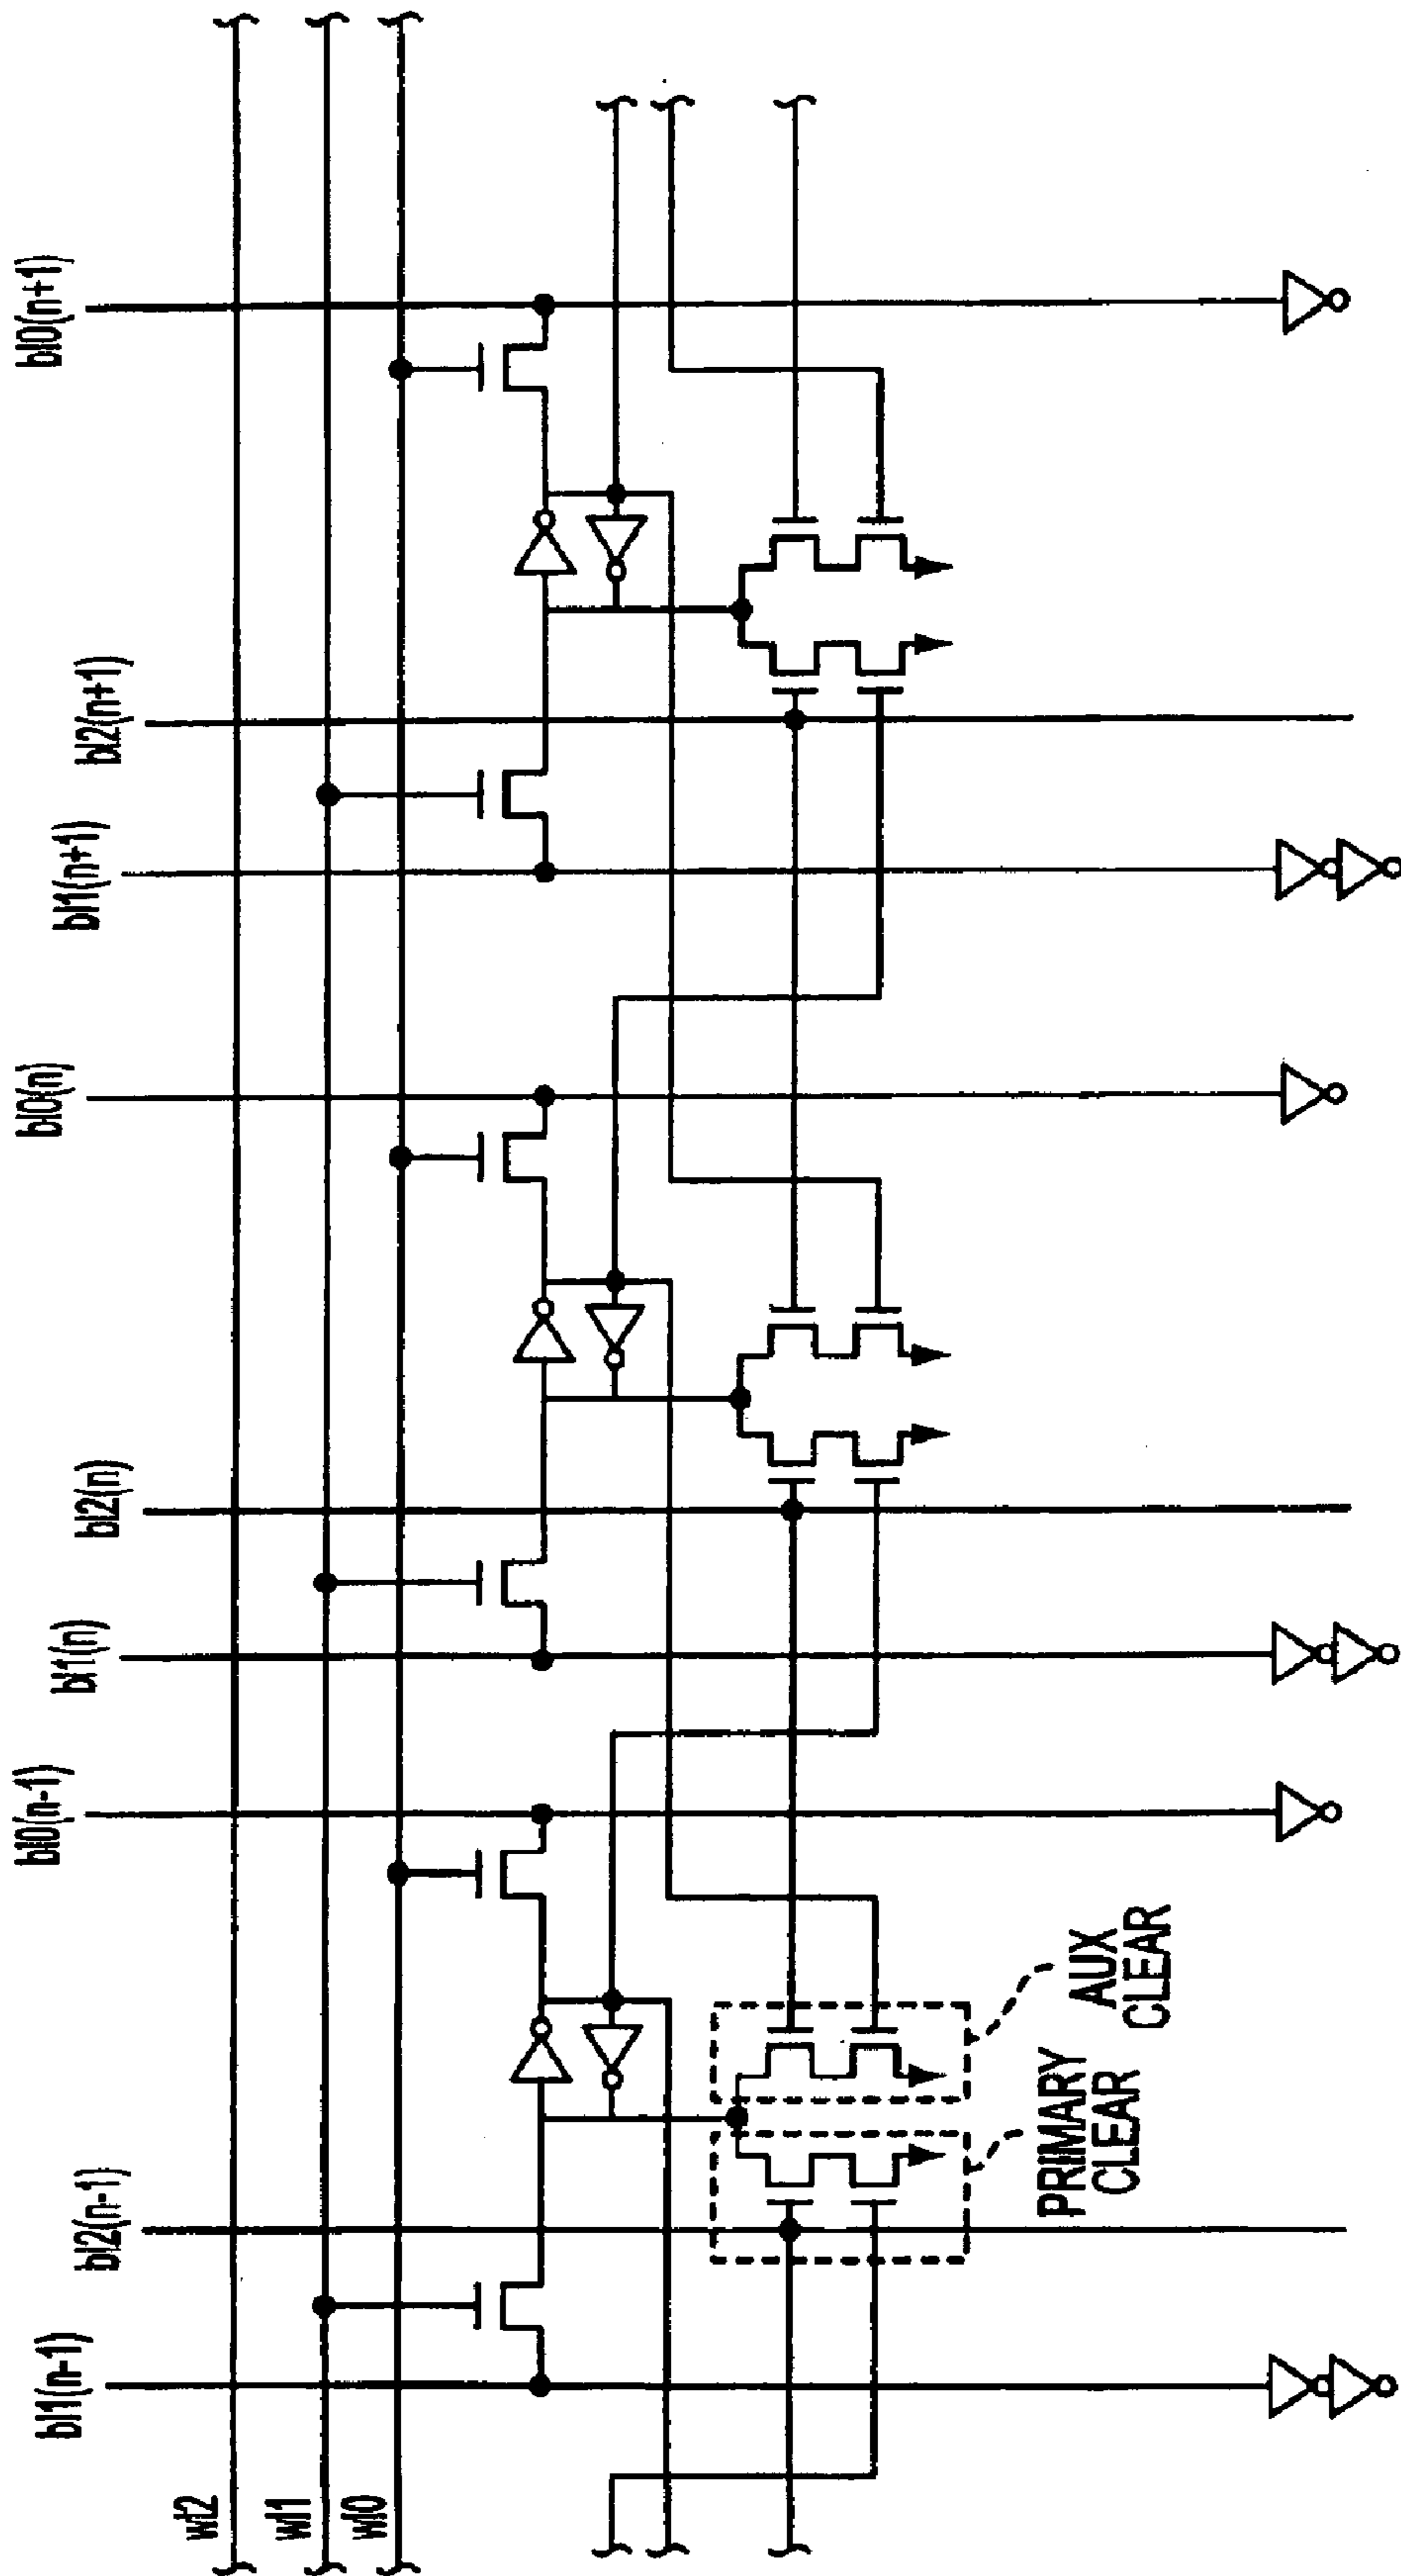 bl1(n-1)
bl2(n-1)
bl0(n-1)
bl1(n)
bl2(n)
bl0(n)
bl1(n+1)
bl2(n+1)
bl0(n+1)
wl2
wl1
wl0
PRIMARY
CLEAR
AUX
CLEAR